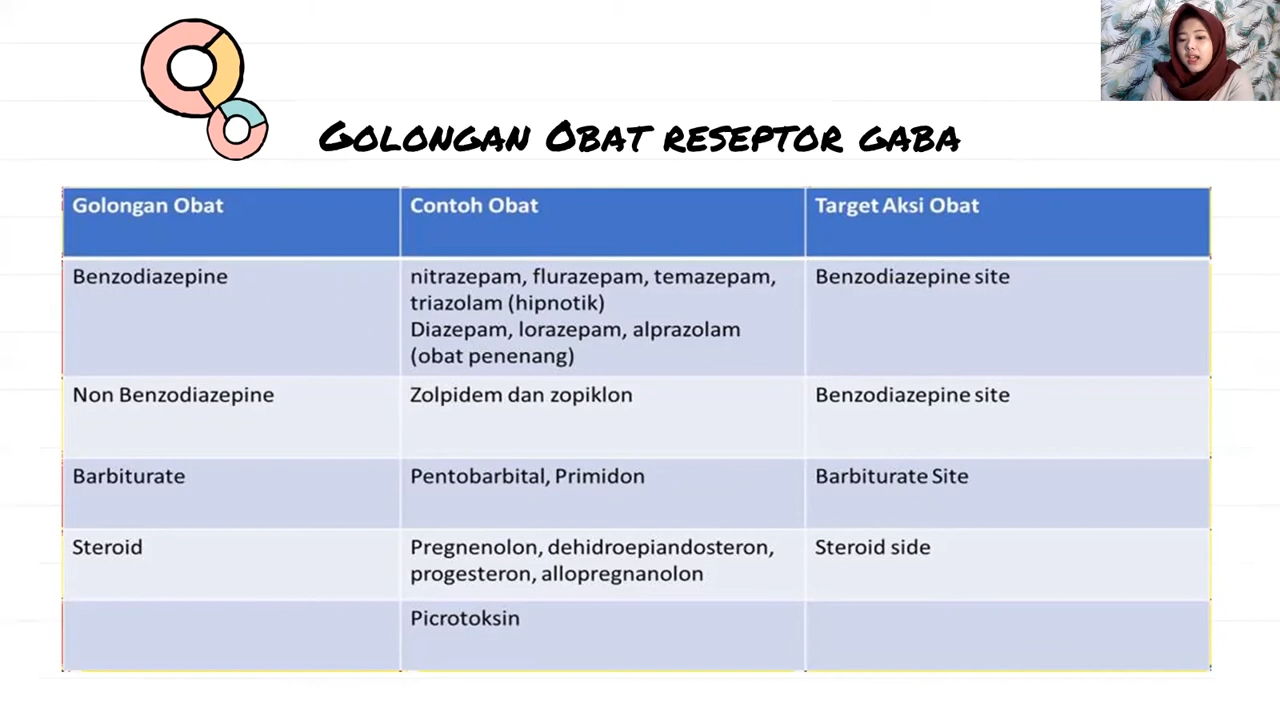 Golongan Obat reseptor gaba
Golongan Obat
Contoh Obat
Target Aksi Obat
Benzodiazepine
nitrazepam, flurazepam, temazepam,
triazolam (hipnotik)
Diazepam, lorazepam, alprazolam
(obat penenang)
Benzodiazepine site
Non Benzodiazepine
Zolpidem dan zopiklon
Benzodiazepine site
Barbiturate
Pentobarbital, Primidon
Barbiturate Site
Steroid
Pregnenolon, dehidroepiandosteron,
progesteron, allopregnanolon
Steroid side
Picrotoksin